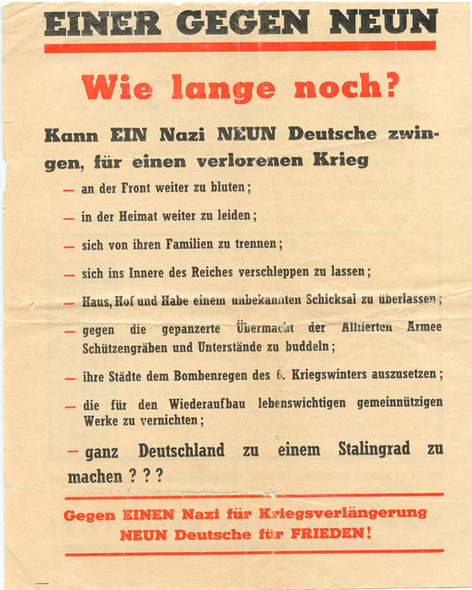 EINER GEGEN NEUN
Wie lange noch?
Kann EIN Nazi NEUN Deutsche zwin-
gen, für einen verlorenen Krieg
— an der Front weiter zu bluten;
— in der Heimat weiter zu leiden;
— sich von ihren Familien zu trennen;
— sich ins Innere des Reiches verschleppen zu lassen;
— Haus, Hof und Habe einem unbekannten Schicksal zu überlassen;
— gegen die gepanzerte Übermacht der Alliierten Armee
Schützengräben und Unterstände zu buddeln;
— ihre Städte dem Bombenregen des 6. Kriegswinters auszusetzen;
— die für den Wiederaufbau lebenswichtigen gemeinnützigen
Werke zu vernichten;
— ganz Deutschland zu einem Stalingrad zu
machen ? ? ?
Gegen EINEN Nazi für Kriegsverlängerung
NEUN Deutsche für FRIEDEN!